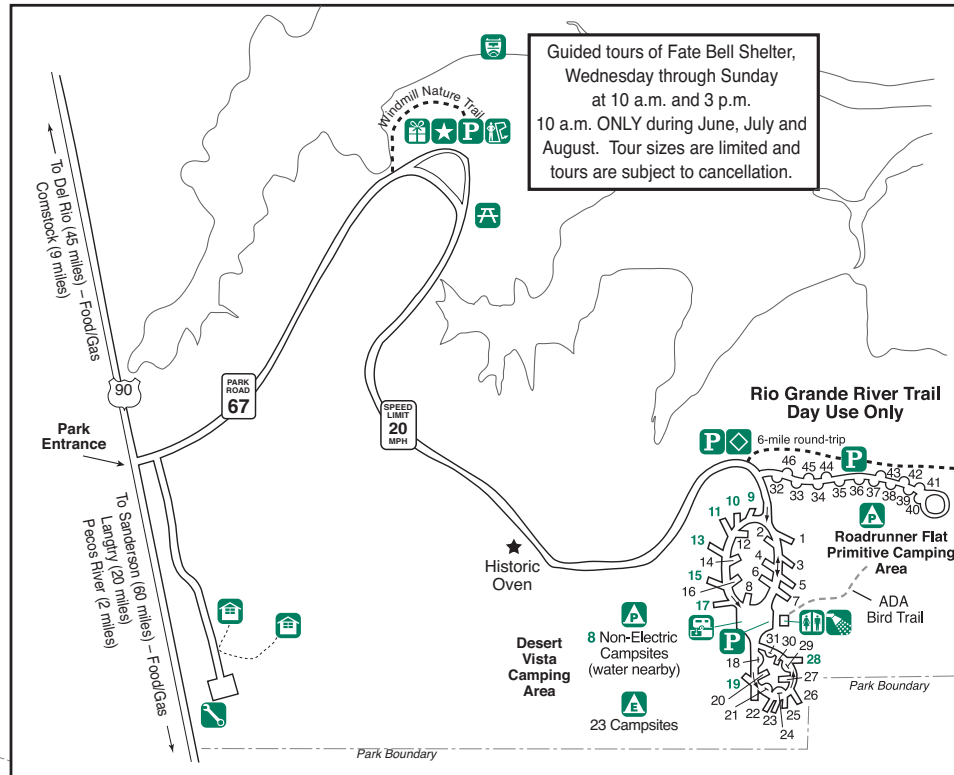 Guided tours of Fate Bell Shelter,
Wednesday through Sunday
at 10 a.m. and 3 p.m.
10 a.m. ONLY during June, July and
August. Tour sizes are limited and
tours are subject to cancellation.
Windmill Nature Trail
P
To Del Rio (45 miles) – Food/Gas
Comstock (9 miles)
90
PARK
ROAD
67
Park
Entrance
SPEED
LIMIT
20
MPH
To Sanderson (60 miles) – Food/Gas
Langtry (20 miles)
Pecos River (2 miles)
Historic
Oven
Rio Grande River Trail
Day Use Only
P
6-mile round-trip
P
46
45
44
43
42
41
32
33
34
35
36
37
38
39
40
P
Roadrunner Flat
Primitive Camping
Area
ADA
Bird Trail
9
10
11
2
1
12
13
4
3
14
6
5
15
8
7
16
17
P
8 Non-Electric
Campsites
(water nearby)
Desert
Vista
Camping
Area
E
23 Campsites
P
31
30
29
18
28
19
27
20
26
21
22
23
25
24
Park Boundary
Park Boundary